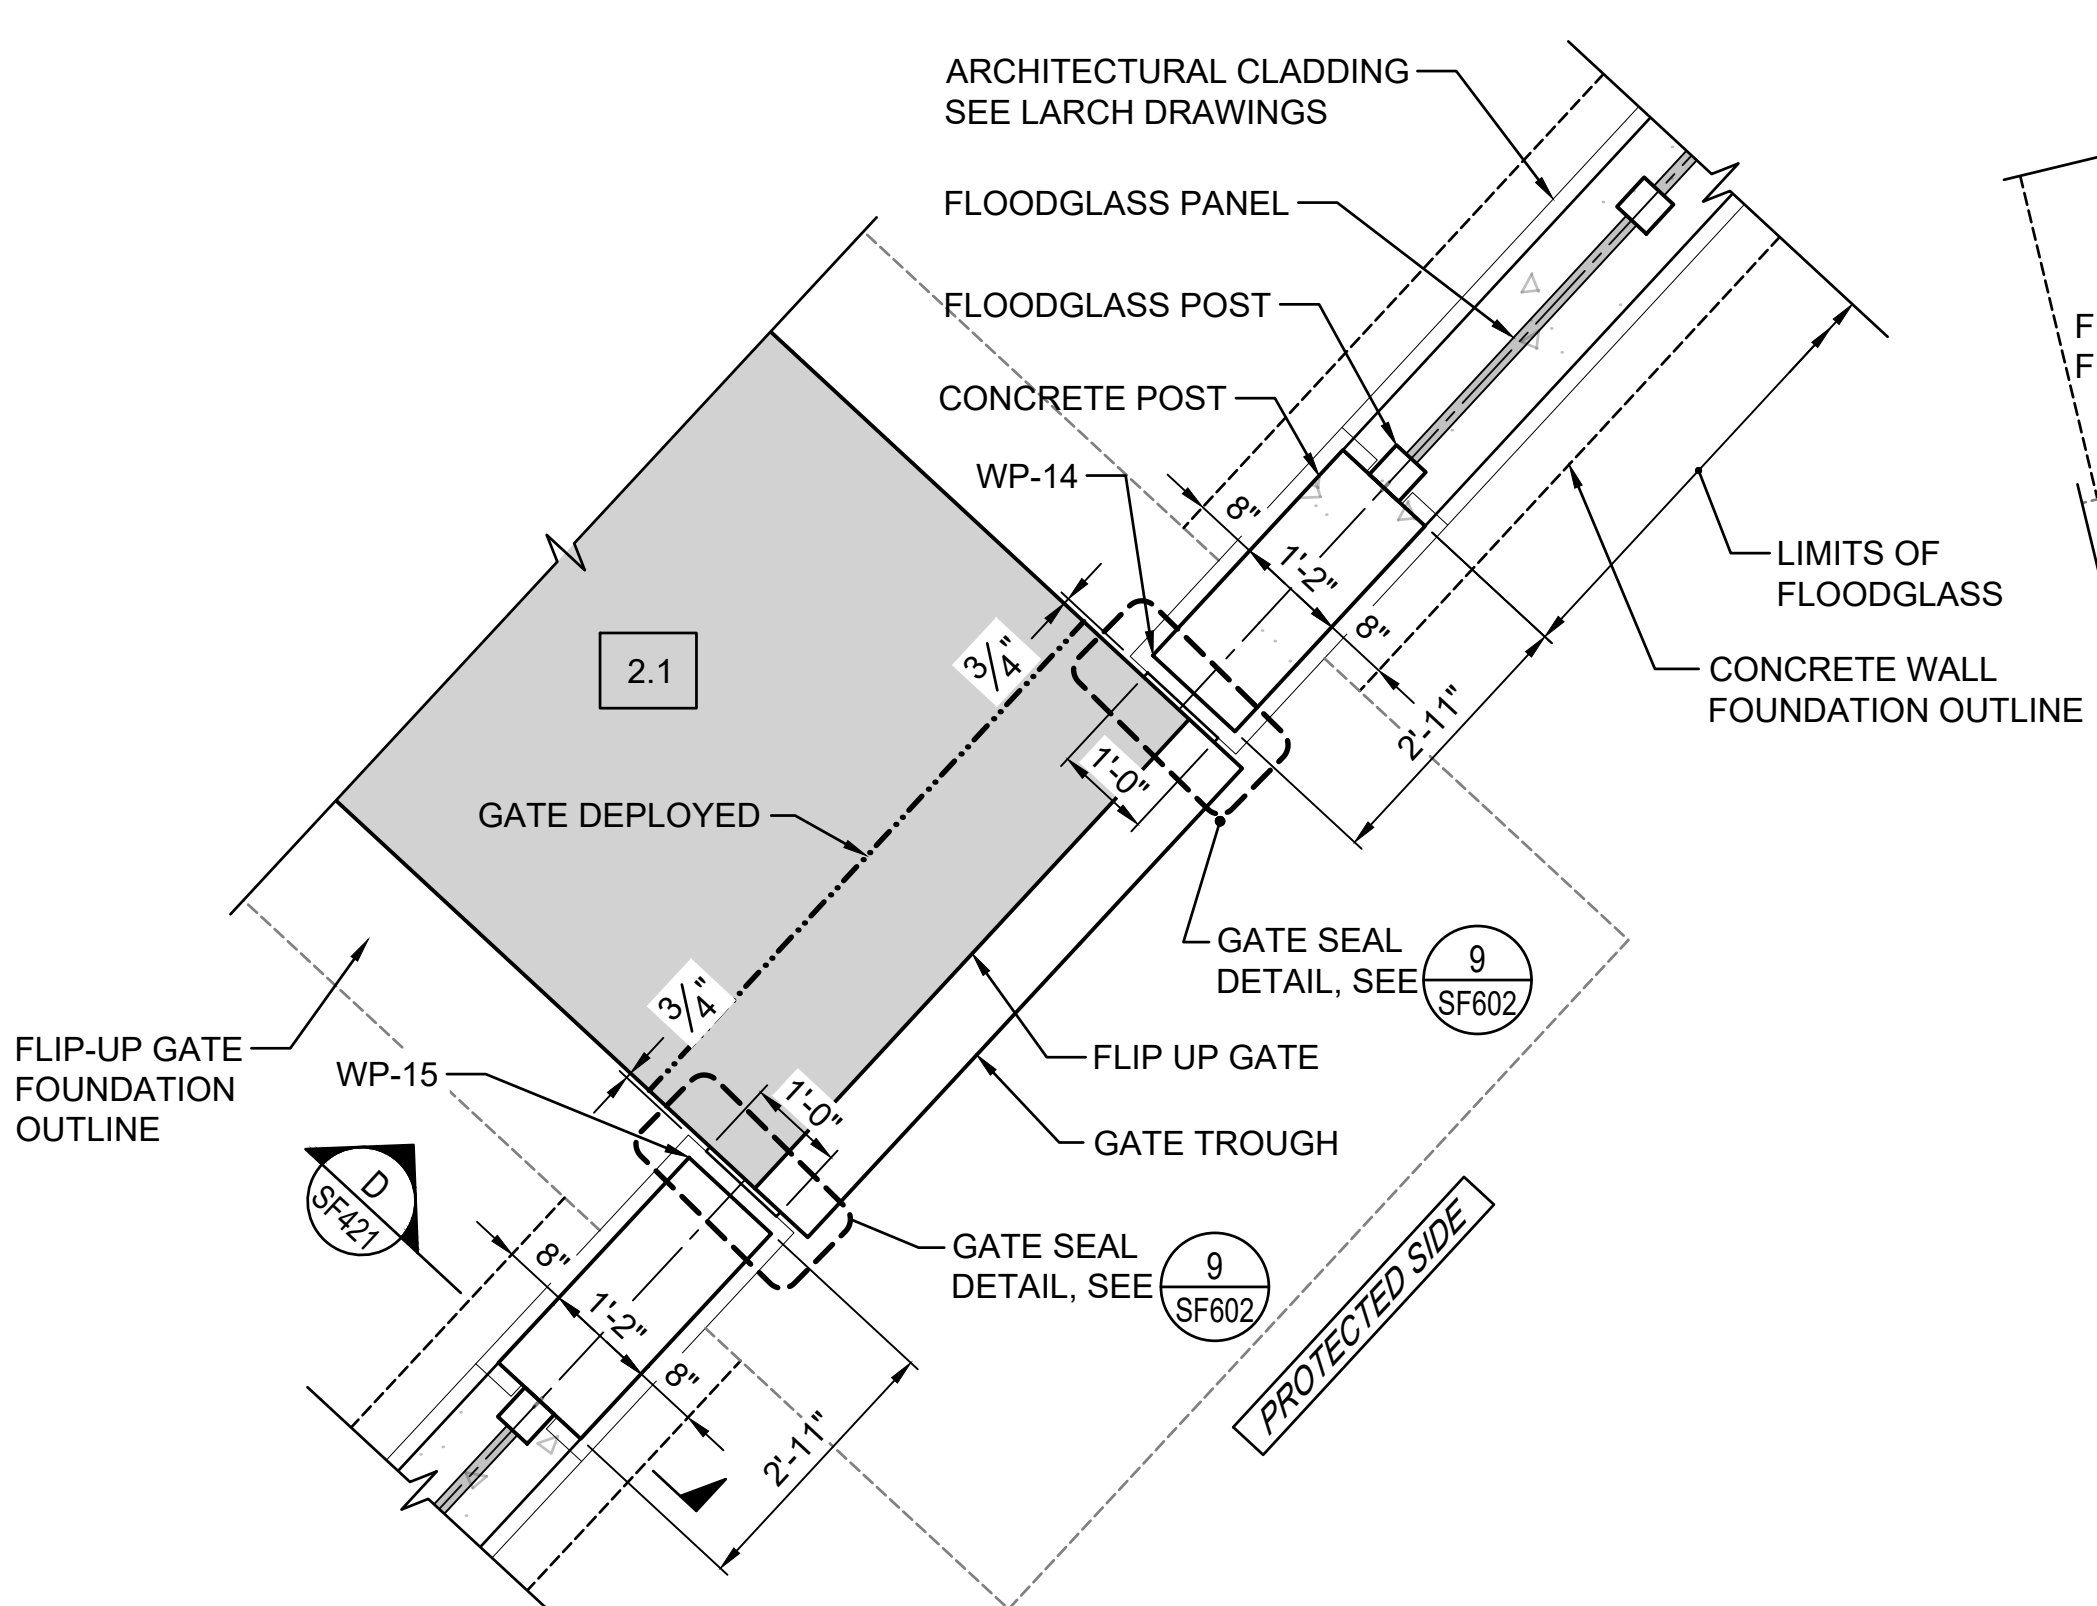 ARCHITECTURAL CLADDING
SEE LARCH DRAWINGS
FLOODGLASS PANEL
FLOODGLASS POST
CONCRETE POST
WP-14
8"
1'-2"
8"
LIMITS OF
FLOODGLASS
CONCRETE WALL
FOUNDATION OUTLINE
2'-11"
3/4"
1'-0"
2.1
GATE DEPLOYED
GATE SEAL
DETAIL, SEE
9
SF602
3/4"
FLIP-UP GATE
FOUNDATION
OUTLINE
WP-15
1'-0"
FLIP UP GATE
GATE TROUGH
D
SF421
8"
1'-2"
8"
GATE SEAL
DETAIL, SEE
9
SF602
2'-11"
PROTECTED SIDE
F
F